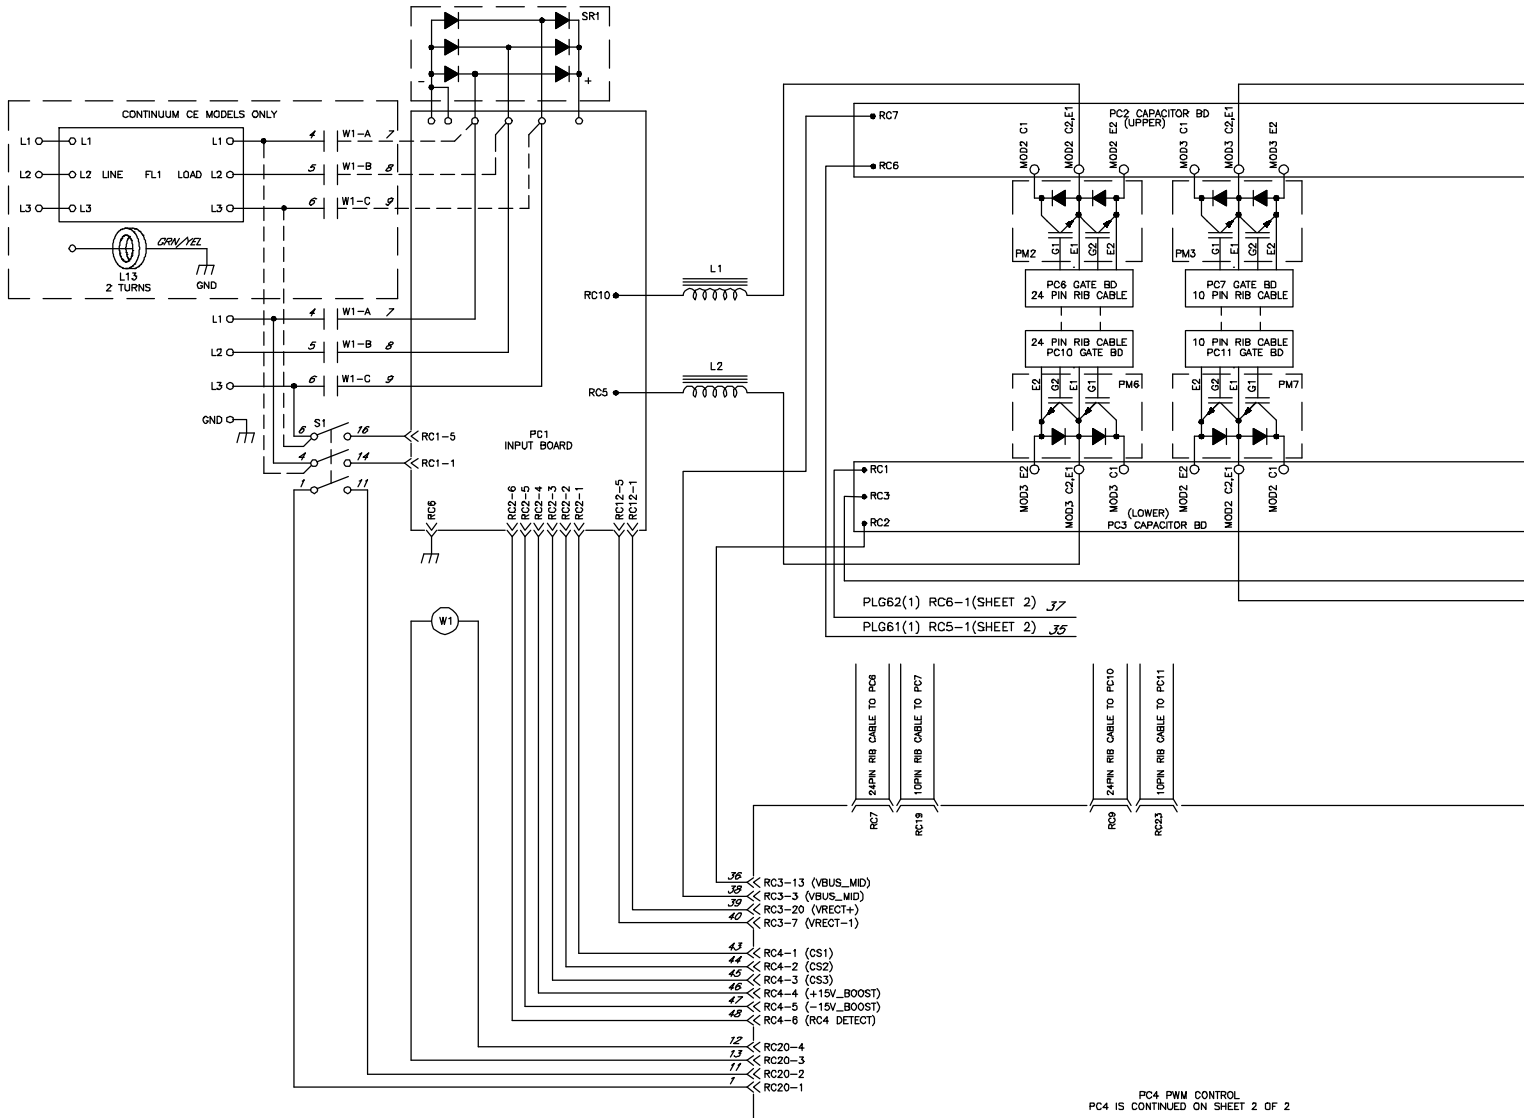 SR1
-
+
CONTINUUM CE MODELS ONLY
L1 L1 L1 4 W1-A 7
L2 L2 LINE FL1 LOAD L2 5 W1-B 8
L3 L3 L3 6 W1-C 9
GRN/YEL
L13
2 TURNS
GND
L1 4 W1-A 7
L2 5 W1-B 8
L3 6 W1-C 9
GND
S1
6 16 RC1-5
4 14 RC1-1
1 11
PC1
INPUT BOARD
RC10
RC5
RC6
RC2-6
RC2-5
RC2-4
RC2-3
RC2-2
RC2-1
RC12-5
RC12-1
W1
L1
L2
RC7
RC6
PC2 CAPACITOR BD
(UPPER)
MOD2 C1
MOD2 C2,E1
MOD2 E2
MOD3 C1
MOD3 C2,E1
MOD3 E2
PM2 G1 E1 G2 E2
PM3 G1 E1 G2 E2
PC6 GATE BD
24 PIN RIB CABLE
PC7 GATE BD
10 PIN RIB CABLE
24 PIN RIB CABLE
PC10 GATE BD
10 PIN RIB CABLE
PC11 GATE BD
E2 G2 E1 G1 PM6
E2 G2 E1 G1 PM7
RC1
RC3
RC2
MOD3 E2
MOD3 C2,E1
MOD3 C1
MOD2 E2
MOD2 C2,E1
MOD2 C1
(LOWER)
PC3 CAPACITOR BD
PLG62(1) RC6-1(SHEET 2) 37
PLG61(1) RC5-1(SHEET 2) 35
24PIN RIB CABLE TO PC6
10PIN RIB CABLE TO PC7
24PIN RIB CABLE TO PC10
10PIN RIB CABLE TO PC11
RC7
RC19
RC9
RC23
36 RC3-13 (VBUS_MID)
38 RC3-3 (VBUS_MID)
39 RC3-20 (VRECT+)
40 RC3-7 (VRECT-1)
43 RC4-1 (CS1)
44 RC4-2 (CS2)
45 RC4-3 (CS3)
46 RC4-4 (+15V_BOOST)
47 RC4-5 (-15V_BOOST)
48 RC4-6 (RC4 DETECT)
12 RC20-4
13 RC20-3
11 RC20-2
1 RC20-1
PC4 PWM CONTROL
PC4 IS CONTINUED ON SHEET 2 OF 2